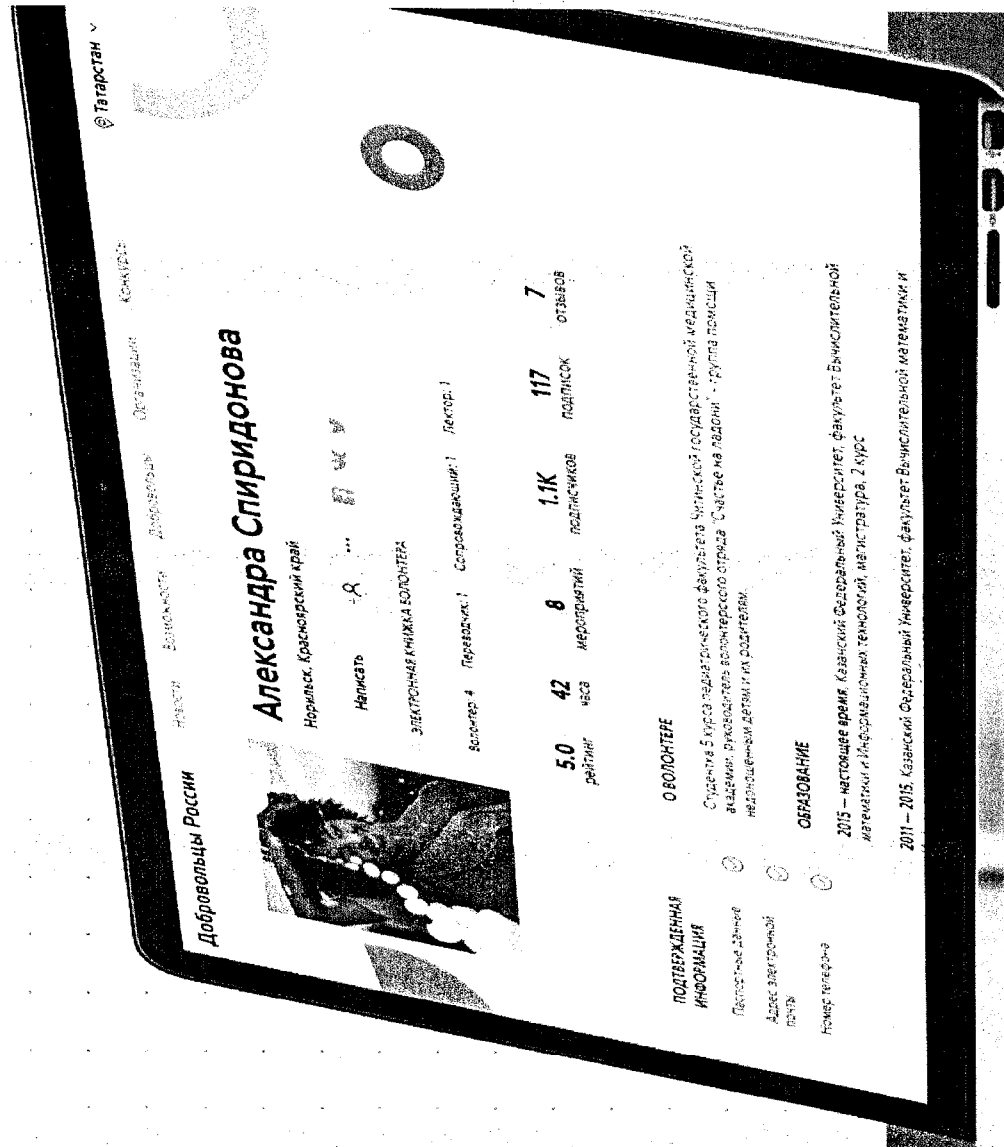 Добровольцы России
Новости Возможности Добровольцы Организации Конкурсы
Татарстан
Александра Спиридонова
Норильск, Красноярский край
Написать
ЭЛЕКТРОННАЯ КНИЖКА ВОЛОНТЕРА
Волонтер: 4 Переводчик: 1 Сопровождающий: 1 Лектор: 1
5.0 42 8 1.1K 117 7
рейтинг часа мероприятий подписчиков подписок отзывов
ПОДТВЕРЖДЕННАЯ
ИНФОРМАЦИЯ
Паспортные данные
Адрес электронной
почты
Номер телефона
О ВОЛОНТЕРЕ
Студентка 5 курса педиатрического факультета Читинской государственной медицинской
академии, руководитель волонтерского отряда "Счастье на ладони" - группа помощи
недоношенным детям и их родителям.
ОБРАЗОВАНИЕ
2015 — настоящее время, Казанский Федеральный Университет, факультет Вычислительной
математики и Информационных технологий, магистратура, 2 курс
2011 — 2015, Казанский Федеральный Университет, факультет Вычислительной математики и